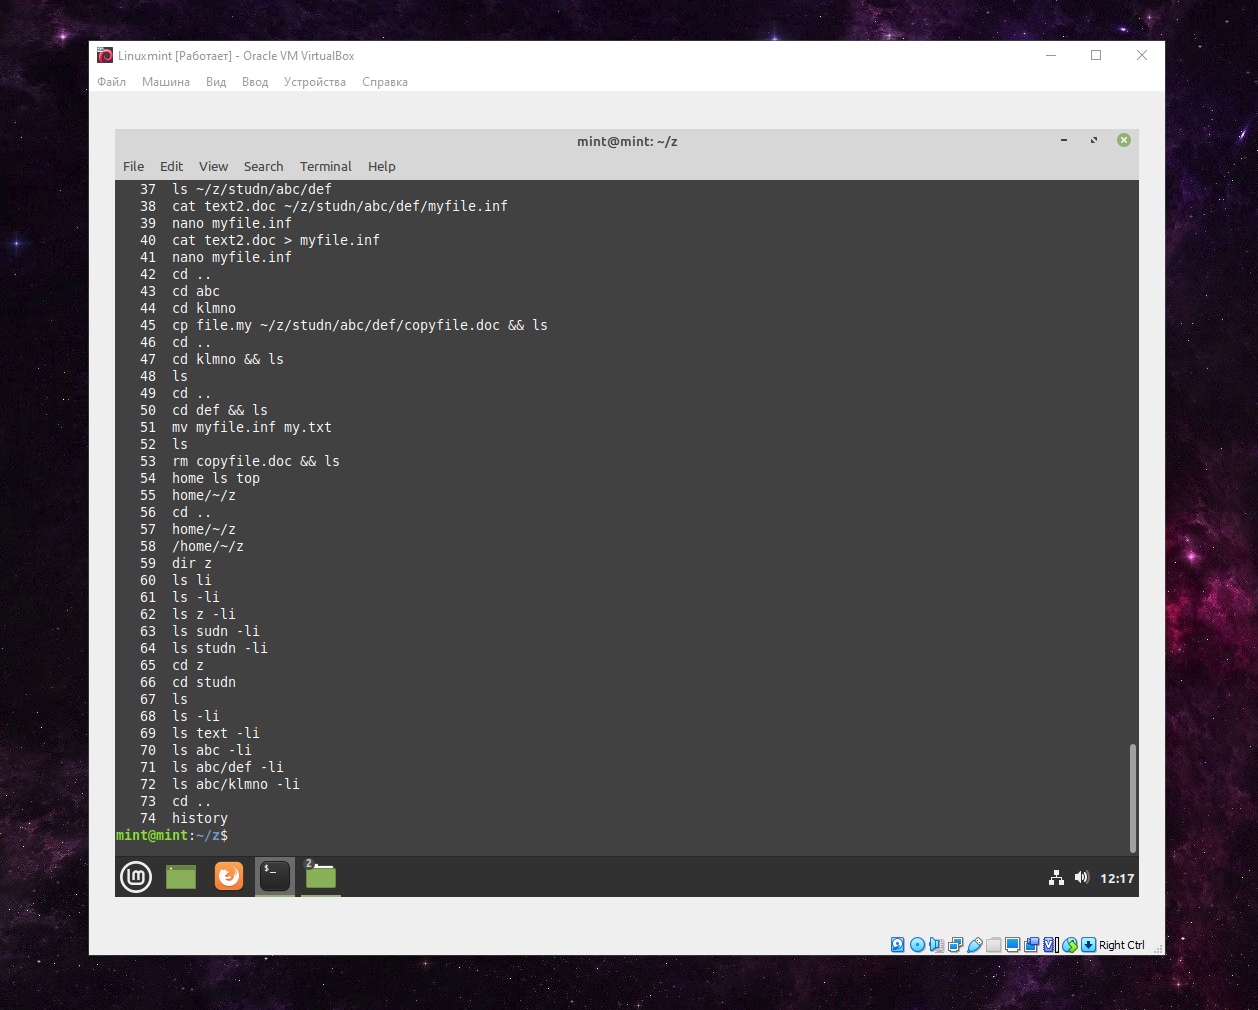 Linuxmint [Работает] - Oracle VM VirtualBox
Файл Машина Вид Ввод Устройства Справка
mint@mint: ~/z
File Edit View Search Terminal Help
37 ls ~/z/studn/abc/def
38 cat text2.doc ~/z/studn/abc/def/myfile.inf
39 nano myfile.inf
40 cat text2.doc > myfile.inf
41 nano myfile.inf
42 cd ..
43 cd abc
44 cd klmno
45 cp file.my ~/z/studn/abc/def/copyfile.doc && ls
46 cd ..
47 cd klmno && ls
48 ls
49 cd ..
50 cd def && ls
51 mv myfile.inf my.txt
52 ls
53 rm copyfile.doc && ls
54 home ls top
55 home/~/z
56 cd ..
57 home/~/z
58 /home/~/z
59 dir z
60 ls li
61 ls -li
62 ls z -li
63 ls sudn -li
64 ls studn -li
65 cd z
66 cd studn
67 ls
68 ls -li
69 ls text -li
70 ls abc -li
71 ls abc/def -li
72 ls abc/klmno -li
73 cd ..
74 history
mint@mint:~/z$
$_ 2
12:17
Right Ctrl